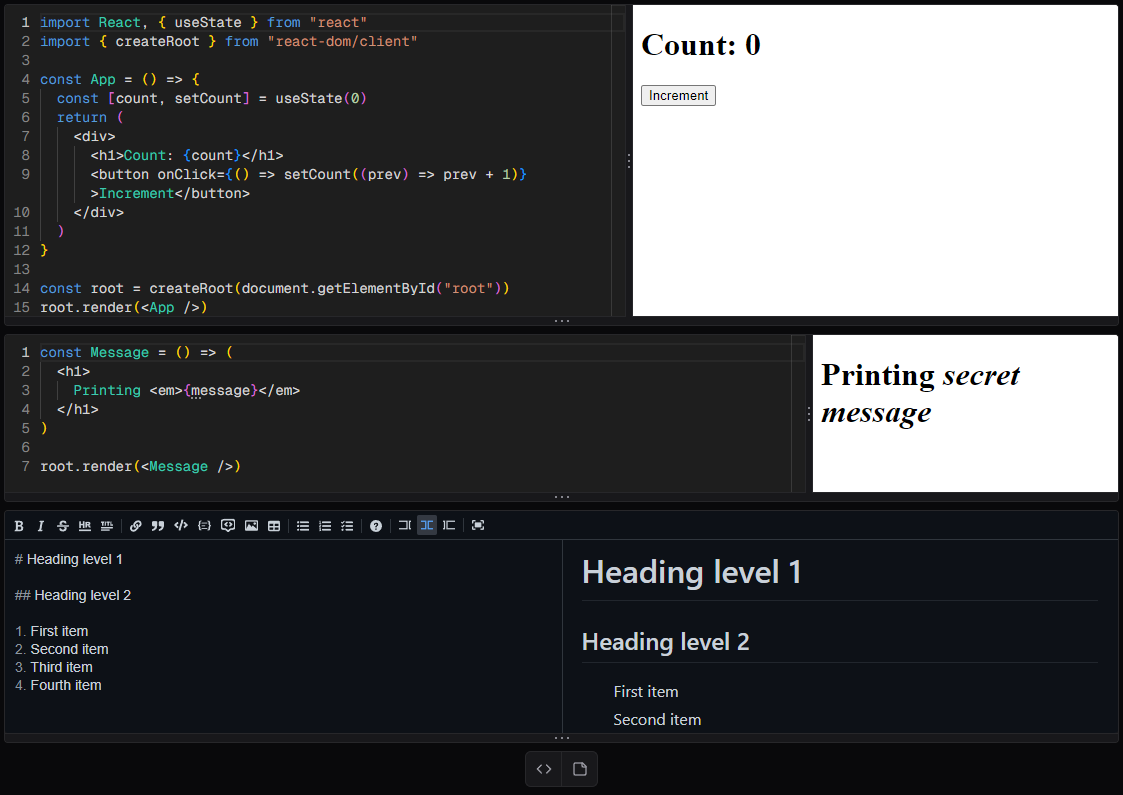 1 import React, { useState } from "react"
2 import { createRoot } from "react-dom/client"
3
4 const App = () => {
5 const [count, setCount] = useState(0)
6 return (
7 <div>
8 <h1>Count: {count}</h1>
9 <button onClick={() => setCount((prev) => prev + 1)}
>Increment</button>
10 </div>
11 )
12 }
13
14 const root = createRoot(document.getElementById("root"))
15 root.render(<App />)
Count: 0
Increment
1 const Message = () => (
2 <h1>
3 Printing <em>{message}</em>
4 </h1>
5 )
6
7 root.render(<Message />)
Printing secret
message
B I S HR TITL
# Heading level 1
## Heading level 2
1. First item
2. Second item
3. Third item
4. Fourth item
Heading level 1
Heading level 2
First item
Second item